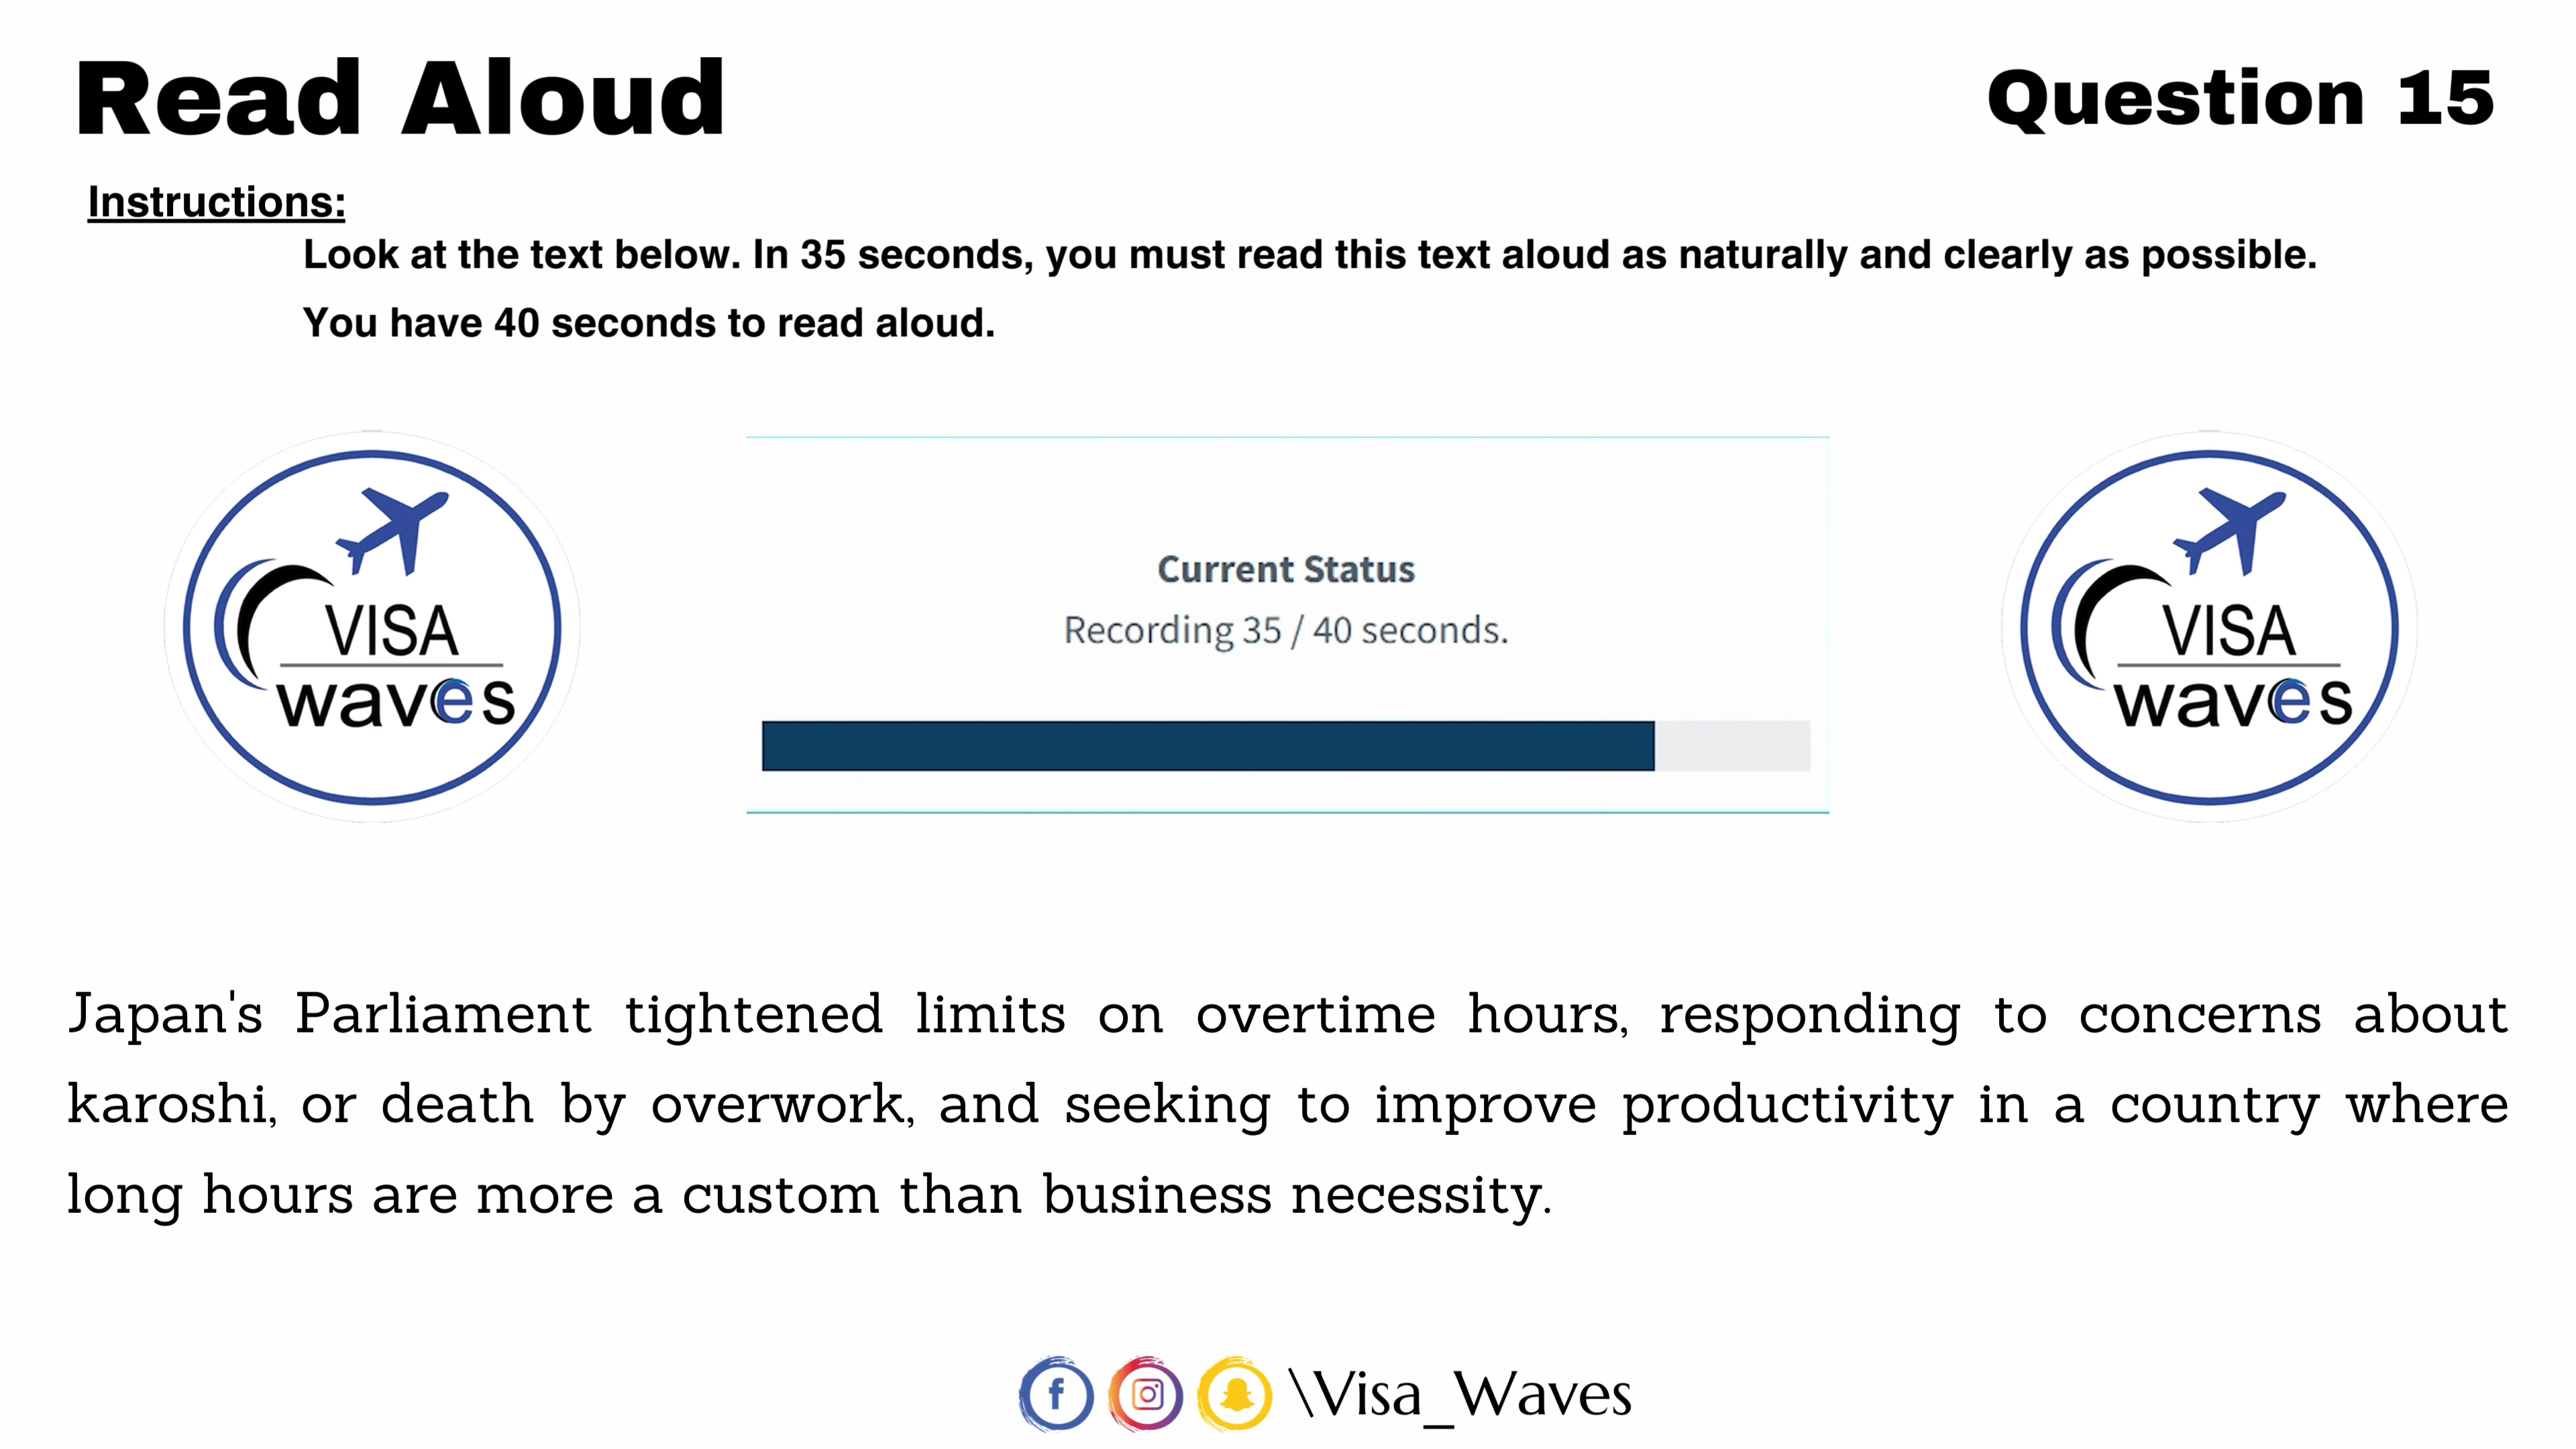 Read Aloud
Question 15
Instructions:
Look at the text below. In 35 seconds, you must read this text aloud as naturally and clearly as possible.
You have 40 seconds to read aloud.
VISA
waves
Current Status
Recording 35 / 40 seconds.
VISA
waves
Japan's Parliament tightened limits on overtime hours, responding to concerns about
karoshi, or death by overwork, and seeking to improve productivity in a country where
long hours are more a custom than business necessity.
\Visa_Waves